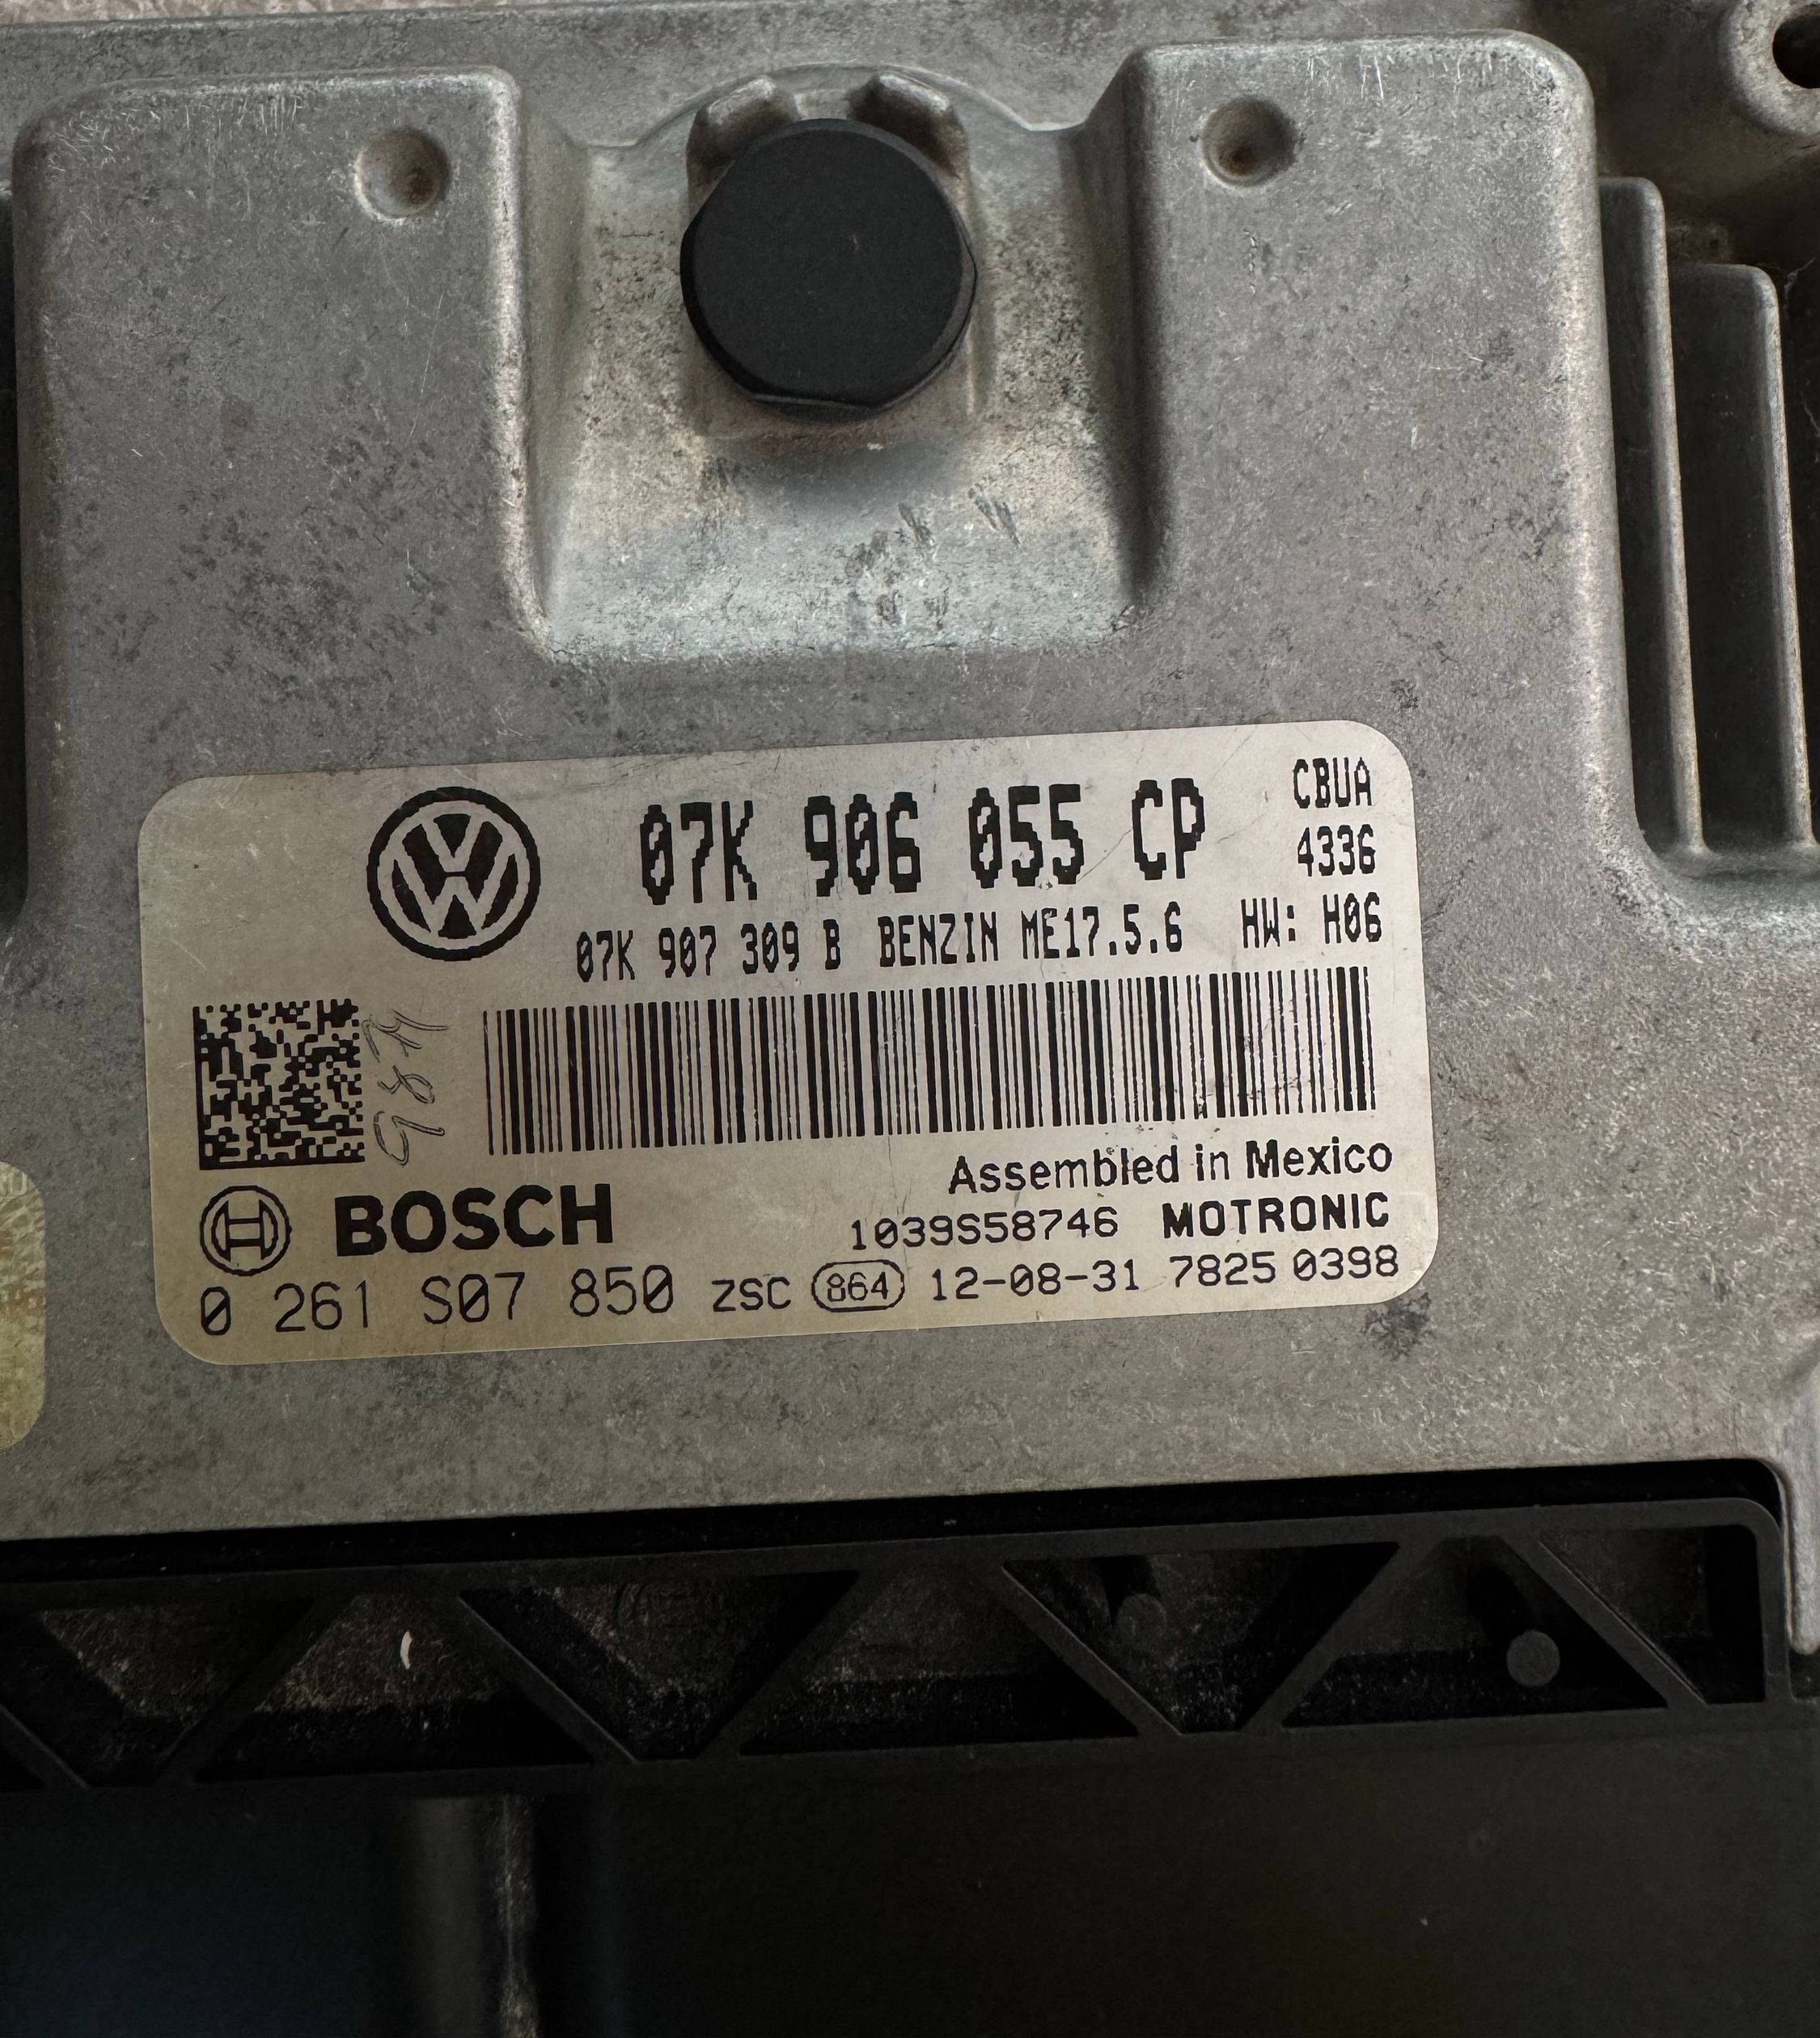 07K 906 055 CP CBUA
4336
07K 907 309 B BENZIN ME17.5.6 HW: H06
Assembled in Mexico
BOSCH 1039S58746 MOTRONIC
0 261 S07 850 ZSC 864 12-08-31 7825 0398